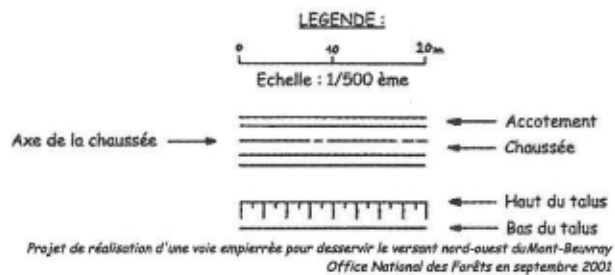 LEGENDE :
0 10 20m
Echelle : 1/500 ème
Accotement
Axe de la chaussée
Chaussée
Haut du talus
Bas du talus
Projet de réalisation d'une voie empierrée pour desservir le versant nord-ouest duMont-Beuvray
Office National des Forêts en septembre 2001